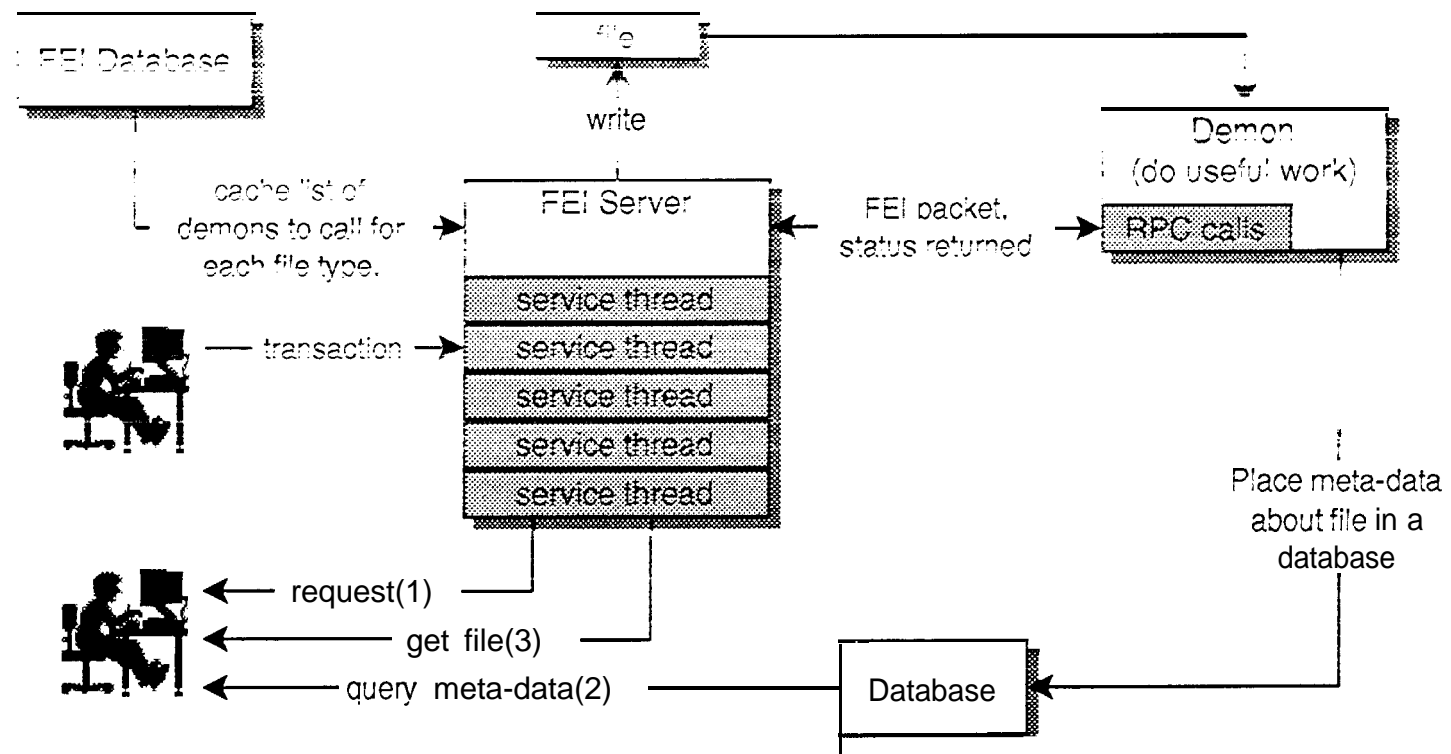 FEI Database
file
write
Demon
(do useful work)
RPC calls
cache list of
demons to call for
each file type.
FEI Server
FEI packet,
status returned
service thread
transaction
service thread
service thread
service thread
service thread
Place meta-data
about file in a
database
request(1)
get file(3)
query meta-data(2)
Database